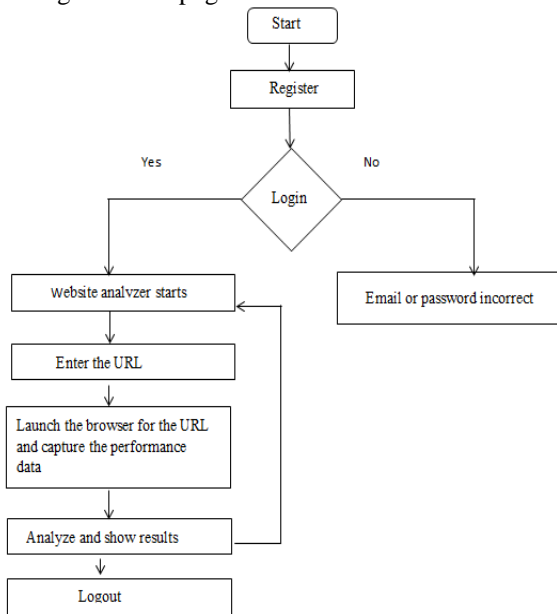 Start
Register
Yes
No
Login
Website analyzer starts
Email or password incorrect
Enter the URL
Launch the browser for the URL
and capture the performance
data
Analyze and show results
Logout